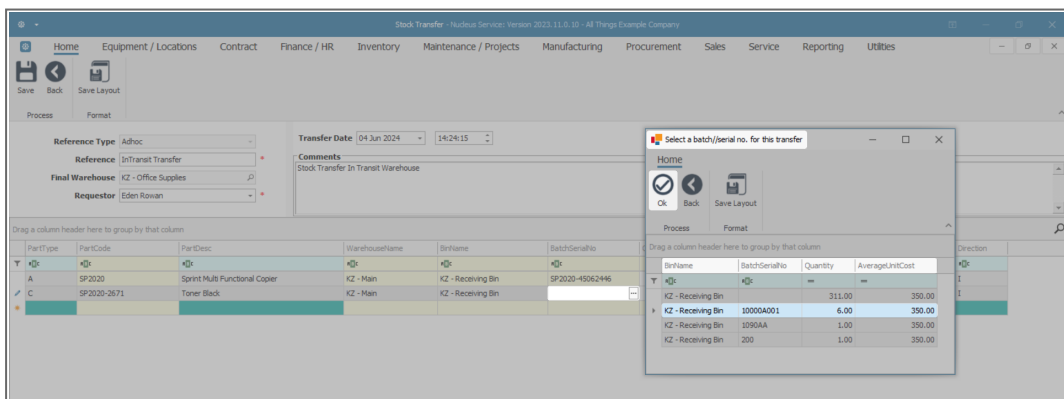 Stock Transfer - Nucleus Service: Version 2023.11.0.10 - All Things Example Company
Home Equipment / Locations Contract Finance / HR Inventory Maintenance / Projects Manufacturing Procurement Sales Service Reporting Utilities
Save Back Save Layout
Process Format
Reference Type Adhoc
Reference InTransit Transfer *
Final Warehouse KZ - Office Supplies
Requestor Eden Rowan *
Transfer Date 04 Jun 2024 14:24:15
Comments
Stock Transfer In Transit Warehouse
Drag a column header here to group by that column
PartType PartCode PartDesc WarehouseName BinName BatchSerialNo Direction
A SP2020 Sprint Multi Functional Copier KZ - Main KZ - Receiving Bin SP2020-45062446 I
C SP2020-2671 Toner Black KZ - Main KZ - Receiving Bin ... I
Select a batch//serial no. for this transfer
Home
Ok Back Save Layout
Process Format
Drag a column header here to group by that column
BinName BatchSerialNo Quantity AverageUnitCost
KZ - Receiving Bin 311.00 350.00
KZ - Receiving Bin 10000A001 6.00 350.00
KZ - Receiving Bin 1090AA 1.00 350.00
KZ - Receiving Bin 200 1.00 350.00